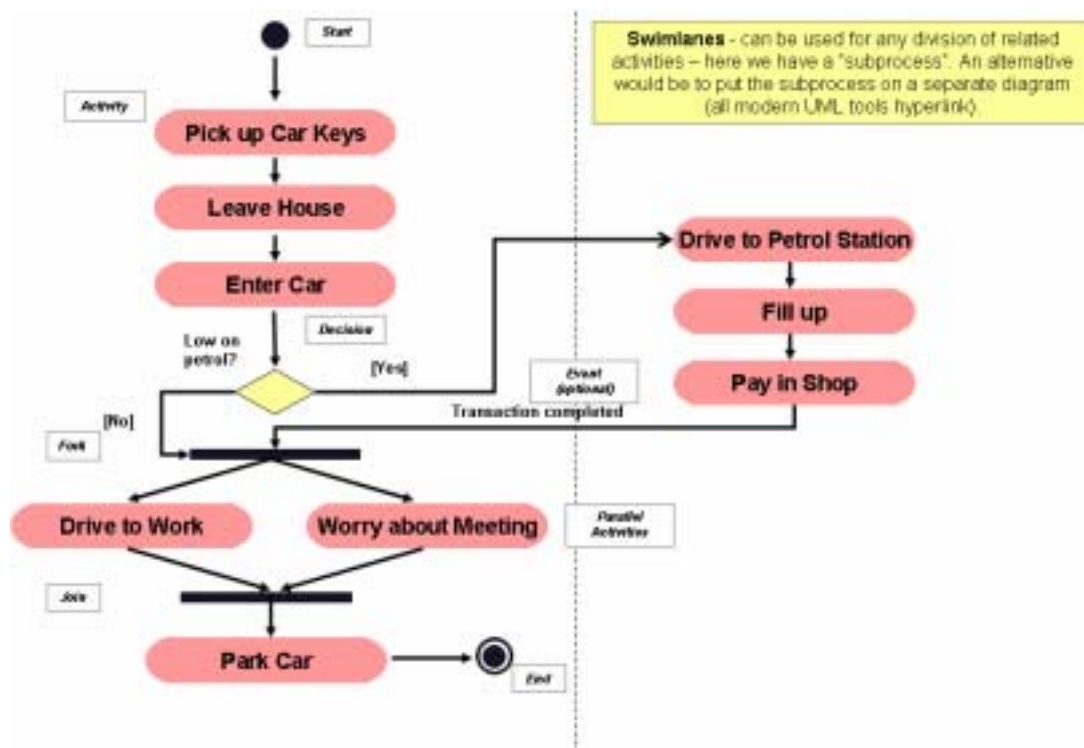 Start
Swimlanes - can be used for any division of related
activities – here we have a "subprocess". An alternative
would be to put the subprocess on a separate diagram
(all modern UML tools hyperlink).
Activity
Pick up Car Keys
Leave House
Drive to Petrol Station
Enter Car
Fill up
Decision
Low on
petrol?
[Yes]
Event
(optional)
Pay in Shop
Transaction completed
[No]
Fork
Drive to Work
Worry about Meeting
Parallel
Activities
Join
Park Car
End